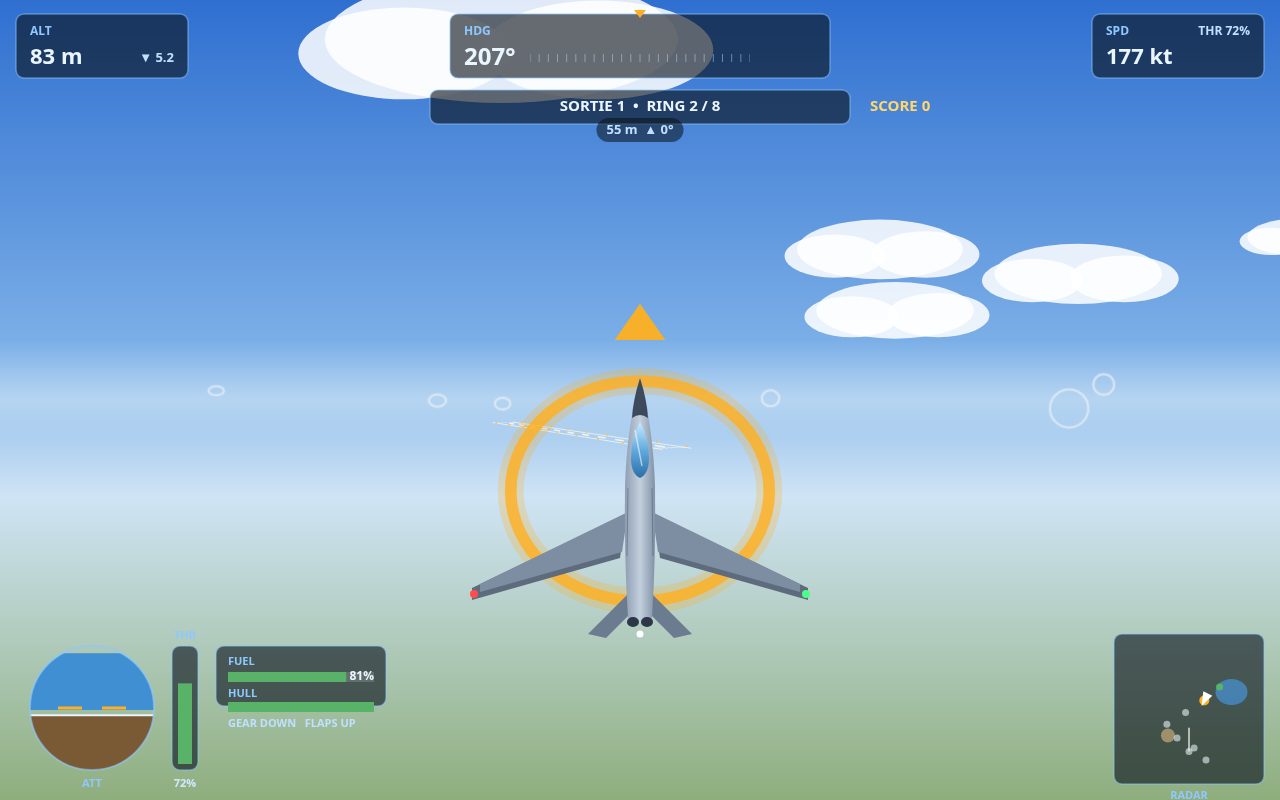 ALT
83 m ▼ 5.2
HDG
207°
SPD THR 72%
177 kt
SORTIE 1 • RING 2 / 8
SCORE 0
55 m ▲ 0°
THR
FUEL
81%
HULL
GEAR DOWN FLAPS UP
ATT
72%
RADAR